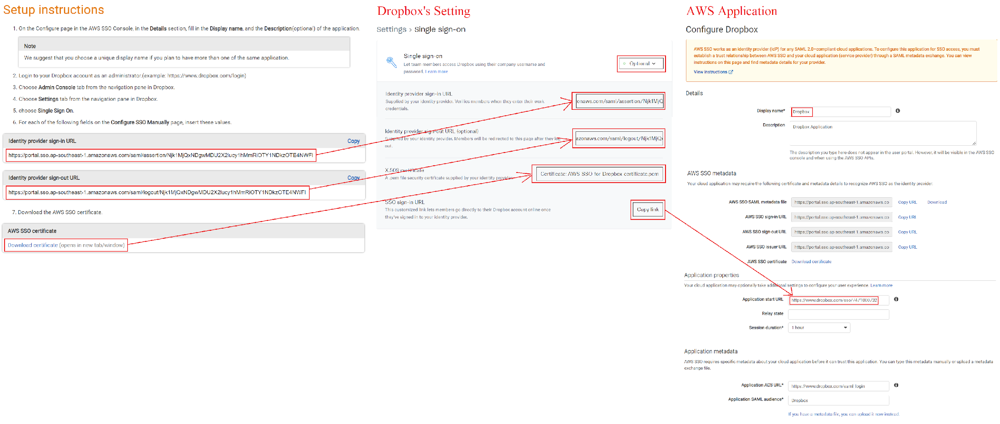 Setup instructions
1. On the Configure page in the AWS SSO Console, in the Details section, fill in the Display name, and the Description(optional) of the application.
Note
We suggest that you choose a unique display name if you plan to have more than one of the same application.
2. Login to your Dropbox account as an administrator.(example: https://www.dropbox.com/login)
3. Choose Admin Console tab from the navigation pane in Dropbox.
4. Choose Settings tab from the navigation pane in Dropbox.
5. choose Single Sign On.
6. For each of the following fields on the Configure SSO Manually page, insert these values.
Identity provider sign-in URL Copy
https://portal.sso.ap-southeast-1.amazonaws.com/saml/assertion/Njk1MjQxNDgwMDU2X2lucy1hMmRiOTY1NDkzOTE4NWFl
Identity provider sign-out URL Copy
https://portal.sso.ap-southeast-1.amazonaws.com/saml/logout/Njk1MjQxNDgwMDU2X2lucy1hMmRiOTY1NDkzOTE4NWFl
7. Download the AWS SSO certificate.
AWS SSO certificate
Download certificate (opens in new tab/window)
Dropbox's Setting
Settings › Single sign-on
Single sign-on
Let team members access Dropbox using their company username and
password. Learn more
Optional
Identity provider sign-in URL
Supplied by your identity provider. Verifies members when they enter their work
credentials.
onaws.com/saml/assertion/Njk1MjQ
Identity provider sign-out URL (optional)
Supplied by your identity provider. Members will be redirected to this page after they log
out.
azonaws.com/saml/logout/Njk1MjQx
X.509 certificate
A .pem file security certificate supplied by your identity provider.
Certificate: AWS SSO for Dropbox certificate.pem
SSO sign-in URL
This customized link lets members go directly to their Dropbox account online once
they've signed in to your identity provider.
Copy link
AWS Application
Configure Dropbox
AWS SSO works as an identity provider (IdP) for any SAML 2.0–compliant cloud applications. To configure this application for SSO access, you must
establish a trust relationship between AWS SSO and your cloud application (service provider) through a SAML metadata exchange. You can view
instructions on this page and find metadata details for your provider.
View instructions
Details
Display name* Dropbox
Description Dropbox Application
The description you type here does not appear in the user portal. However, it will be visible in the AWS SSO
console and when using the AWS SSO APIs.
AWS SSO metadata
Your cloud application may require the following certificate and metadata details to recognize AWS SSO as the identity provider.
AWS SSO SAML metadata file https://portal.sso.ap-southeast-1.amazonaws.co Copy URL Download
AWS SSO sign-in URL https://portal.sso.ap-southeast-1.amazonaws.co Copy URL
AWS SSO sign-out URL https://portal.sso.ap-southeast-1.amazonaws.co Copy URL
AWS SSO issuer URL https://portal.sso.ap-southeast-1.amazonaws.co Copy URL
AWS SSO certificate Download certificate
Application properties
Your cloud application may optionally take additional settings to configure your user experience. Learn more
Application start URL https://www.dropbox.com/sso/7471800732
Relay state
Session duration* 1 hour
Application metadata
AWS SSO requires specific metadata about your cloud application before it can trust this application. You can type this metadata manually or upload a metadata
exchange file.
Application ACS URL* https://www.dropbox.com/saml_login
Application SAML audience* Dropbox
If you have a metadata file, you can upload it now instead.